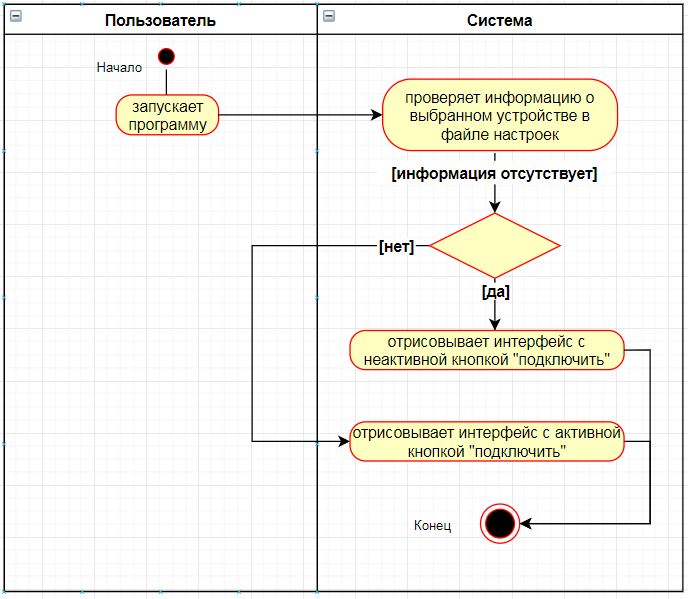 Пользователь
Система
Начало
запускает
программу
проверяет информацию о
выбранном устройстве в
файле настроек
[информация отсутствует]
[нет]
[да]
отрисовывает интерфейс с
неактивной кнопкой "подключить"
отрисовывает интерфейс с активной
кнопкой "подключить"
Конец